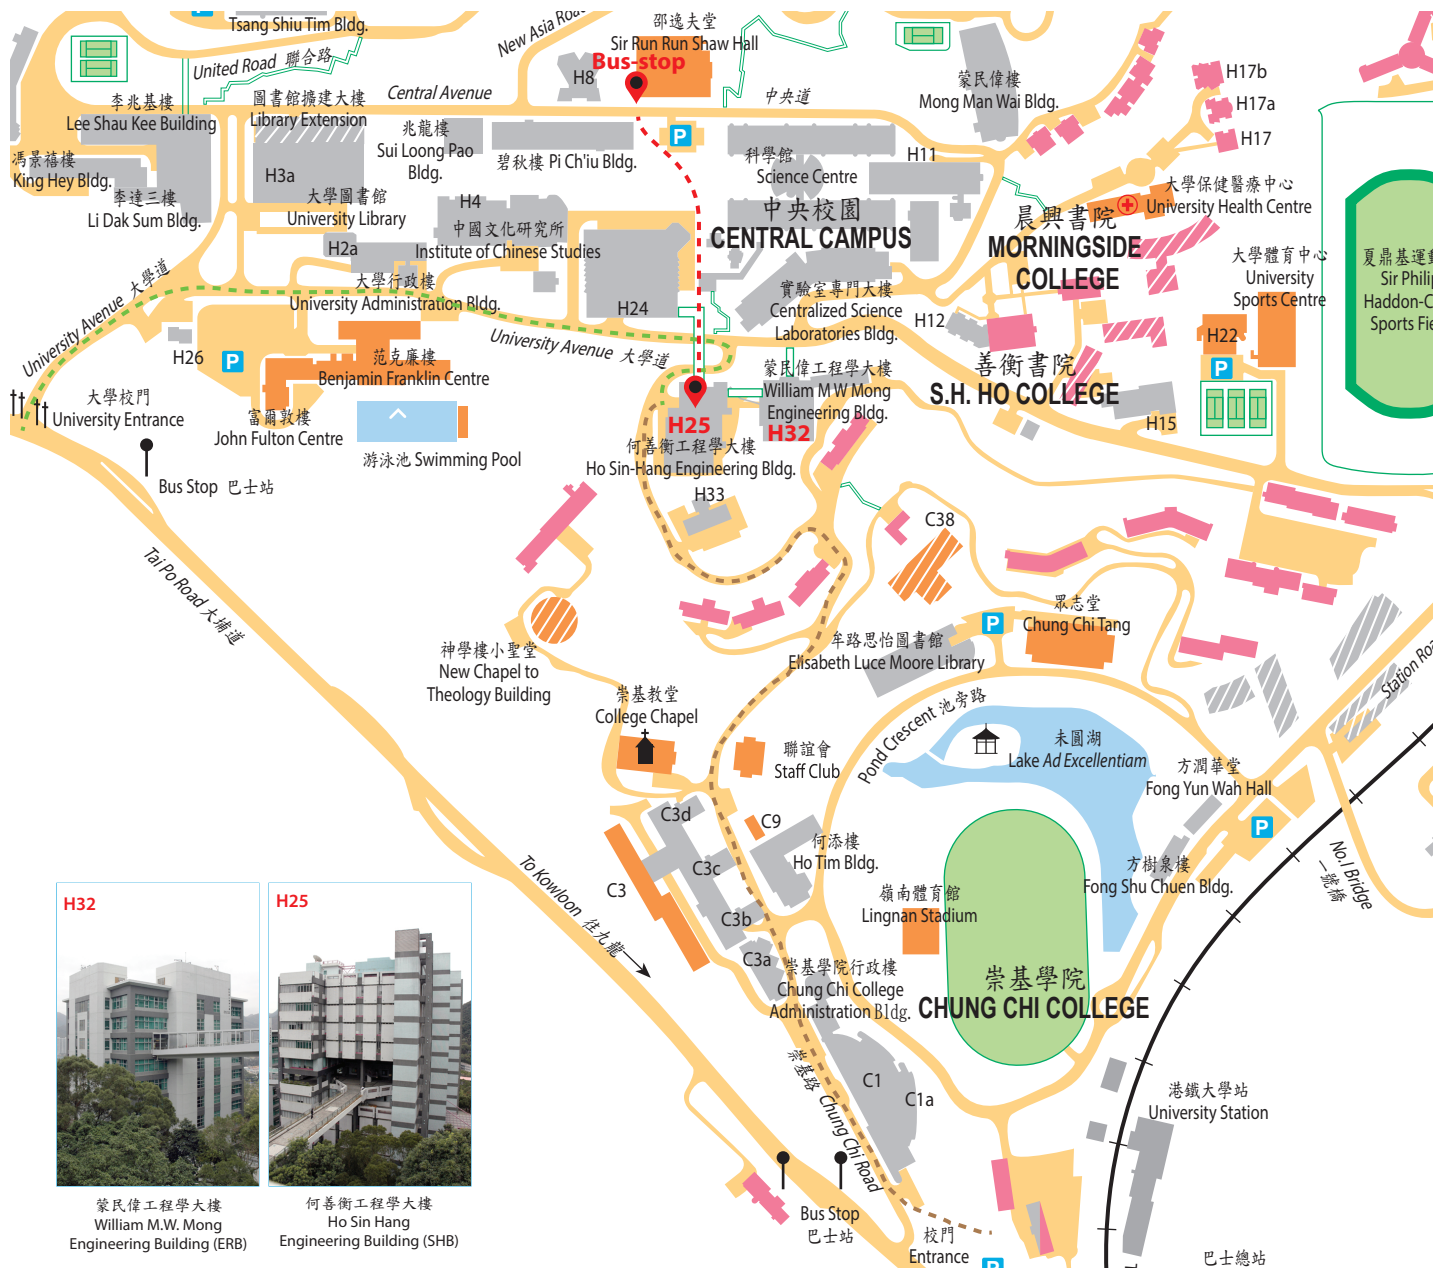 Tsang Shiu Tim Bldg.
United Road 聯合路
New Asia Road
邵逸夫堂
Sir Run Run Shaw Hall
Bus-stop
H8
Central Avenue
中央道
蒙民偉樓
Mong Man Wai Bldg.
H17b
H17a
H17
李兆基樓
Lee Shau Kee Building
圖書館擴建大樓
Library Extension
兆龍樓
Sui Loong Pao
Bldg.
碧秋樓 Pi Ch'iu Bldg.
P
科學館
Science Centre
H11
馮景禧樓
King Hey Bldg.
李達三樓
Li Dak Sum Bldg.
H3a
大學圖書館
University Library
H4
中國文化研究所
Institute of Chinese Studies
中央校園
CENTRAL CAMPUS
大學保健醫療中心
University Health Centre
晨興書院
MORNINGSIDE
COLLEGE
大學體育中心
University
Sports Centre
夏鼎基運動
Sir Philip
Haddon-C
Sports Fie
H2a
大學行政樓
University Administration Bldg.
University Avenue 大學道
H24
實驗室專門大樓
Centralized Science
Laboratories Bldg.
H12
H22
P
H26
P
范克廉樓
Benjamin Franklin Centre
University Avenue 大學道
蒙民偉工程學大樓
William M W Mong
Engineering Bldg.
善衡書院
S.H. HO COLLEGE
H15
大學校門
University Entrance
富爾敦樓
John Fulton Centre
游泳池 Swimming Pool
H25
H32
何善衡工程學大樓
Ho Sin-Hang Engineering Bldg.
Bus Stop 巴士站
H33
C38
Tai Po Road 大埔道
神學樓小聖堂
New Chapel to
Theology Building
眾志堂
Chung Chi Tang
P
牟路思怡圖書館
Elisabeth Luce Moore Library
Station Roa
崇基教堂
College Chapel
Pond Crescent 池旁路
聯誼會
Staff Club
未圓湖
Lake Ad Excellentiam
方潤華堂
Fong Yun Wah Hall
P
C3d
C9
何添樓
Ho Tim Bldg.
C3c
方樹泉樓
Fong Shu Chuen Bldg.
No.1 Bridge
一號橋
C3
To Kowloon 往九龍
C3b
嶺南體育館
Lingnan Stadium
C3a
崇基學院行政樓
Chung Chi College
Administration Bldg.
崇基學院
CHUNG CHI COLLEGE
H32
H25
崇基路 Chung Chi Road
C1
C1a
港鐵大學站
University Station
Bus Stop
巴士站
校門
Entrance
P
巴士總站
蒙民偉工程學大樓
William M.W. Mong
Engineering Building (ERB)
何善衡工程學大樓
Ho Sin Hang
Engineering Building (SHB)